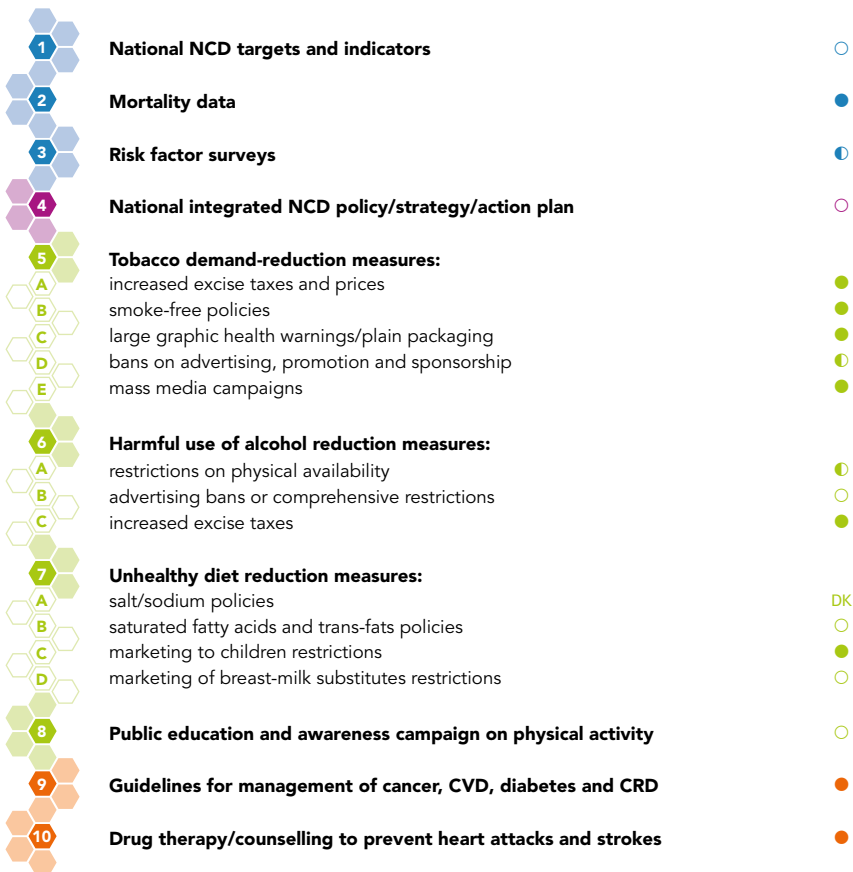 1 National NCD targets and indicators ○
2 Mortality data ●
3 Risk factor surveys ◐
4 National integrated NCD policy/strategy/action plan ○
5 Tobacco demand-reduction measures:
A increased excise taxes and prices ●
B smoke-free policies ●
C large graphic health warnings/plain packaging ●
D bans on advertising, promotion and sponsorship ◐
E mass media campaigns ●
6 Harmful use of alcohol reduction measures:
A restrictions on physical availability ◐
B advertising bans or comprehensive restrictions ○
C increased excise taxes ●
7 Unhealthy diet reduction measures:
A salt/sodium policies DK
B saturated fatty acids and trans-fats policies ○
C marketing to children restrictions ●
D marketing of breast-milk substitutes restrictions ○
8 Public education and awareness campaign on physical activity ○
9 Guidelines for management of cancer, CVD, diabetes and CRD ●
10 Drug therapy/counselling to prevent heart attacks and strokes ●